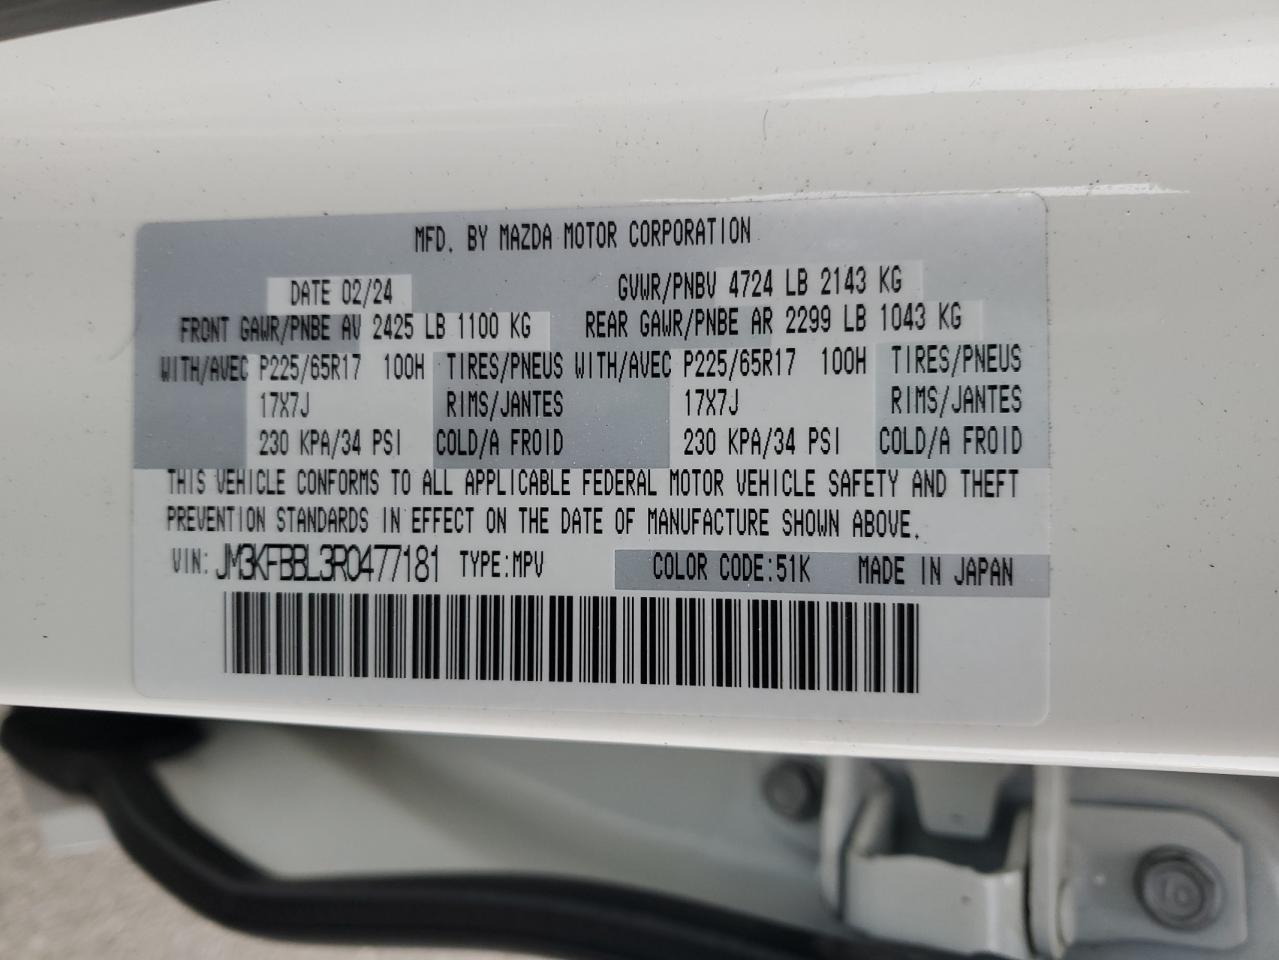 MFD. BY MAZDA MOTOR CORPORATION
DATE 02/24 GVWR/PNBV 4724 LB 2143 KG
FRONT GAWR/PNBE AV 2425 LB 1100 KG REAR GAWR/PNBE AR 2299 LB 1043 KG
WITH/AVEC P225/65R17 100H TIRES/PNEUS WITH/AVEC P225/65R17 100H TIRES/PNEUS
17X7J RIMS/JANTES 17X7J RIMS/JANTES
230 KPA/34 PSI COLD/A FROID 230 KPA/34 PSI COLD/A FROID
THIS VEHICLE CONFORMS TO ALL APPLICABLE FEDERAL MOTOR VEHICLE SAFETY AND THEFT
PREVENTION STANDARDS IN EFFECT ON THE DATE OF MANUFACTURE SHOWN ABOVE.
VIN: JM3KFBBL3R0477181 TYPE:MPV COLOR CODE:51K MADE IN JAPAN